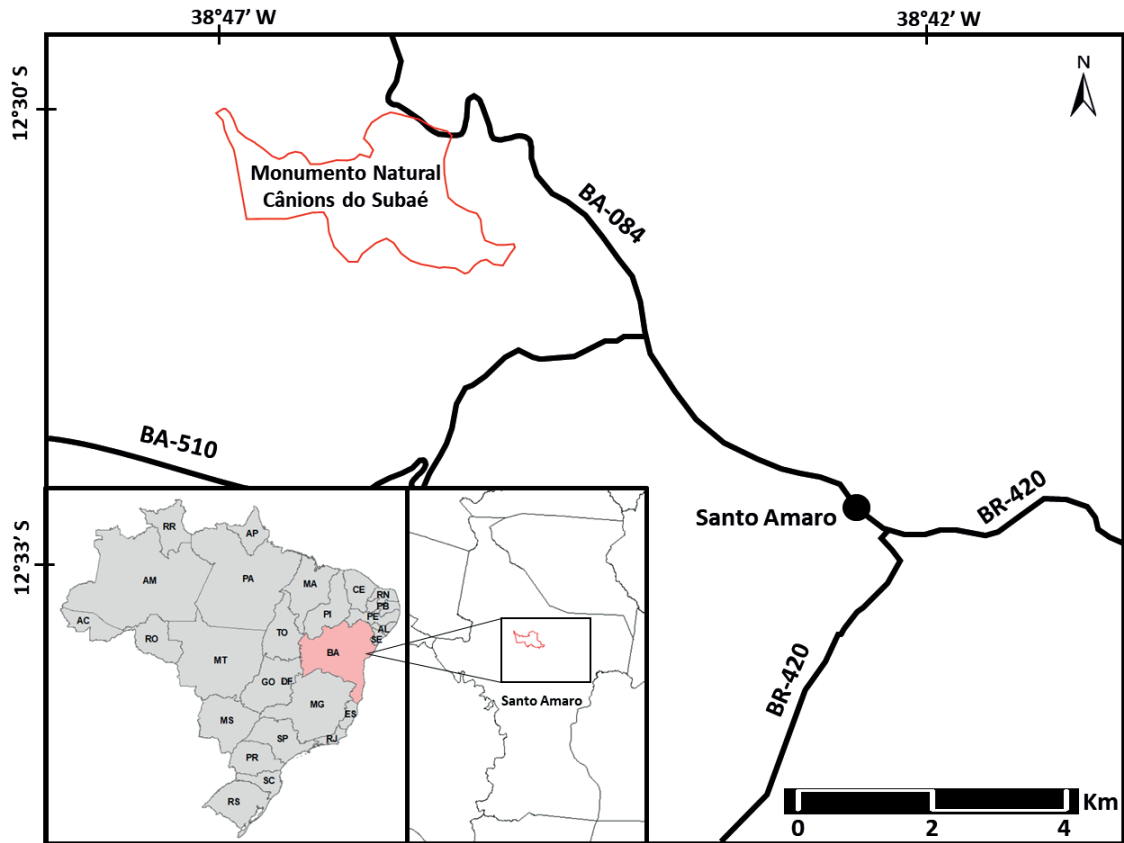 38°47' W
38°42' W
12°30' S
N
Monumento Natural
Cânions do Subaé
BA-084
BA-510
Santo Amaro
BR-420
12°33' S
BR-420
RR
AP
AM
PA
MA
CE
RN
PB
PE
AL
SE
PI
AC
TO
RO
BA
MT
GO
DF
MG
ES
MS
SP
RJ
PR
SC
RS
Santo Amaro
Km
0
2
4